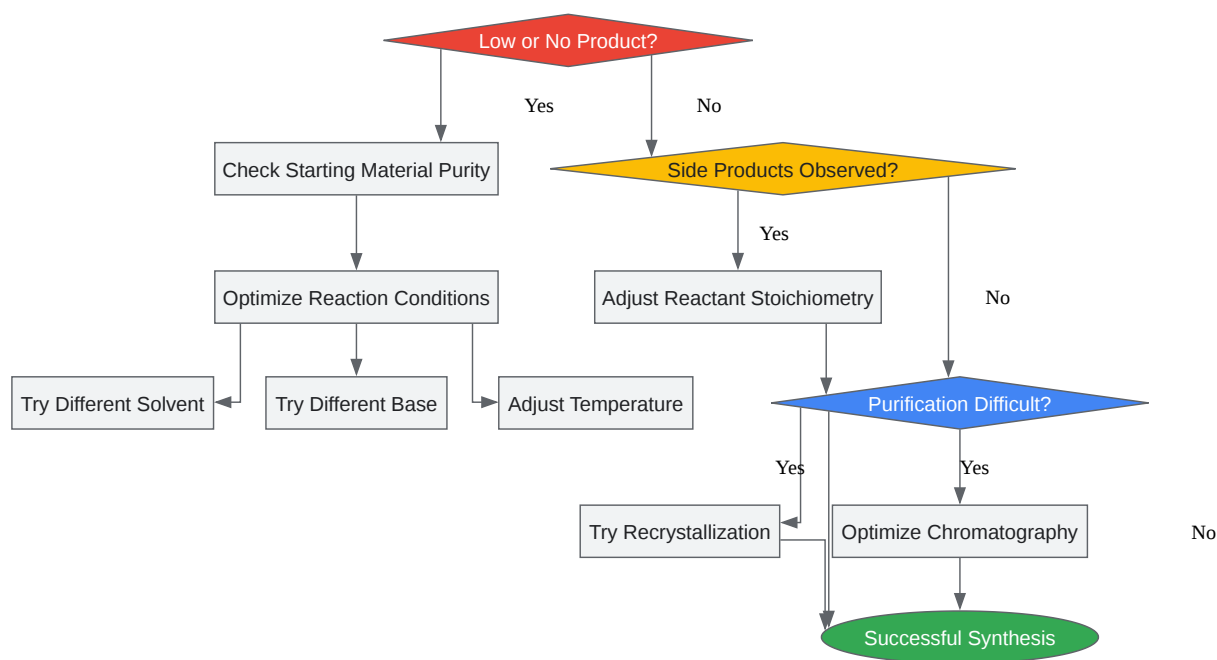 Low or No Product?
Yes
No
Check Starting Material Purity
Side Products Observed?
Yes
Optimize Reaction Conditions
Adjust Reactant Stoichiometry
No
Try Different Solvent
Try Different Base
Adjust Temperature
Purification Difficult?
Yes
Yes
Try Recrystallization
Optimize Chromatography
No
Successful Synthesis